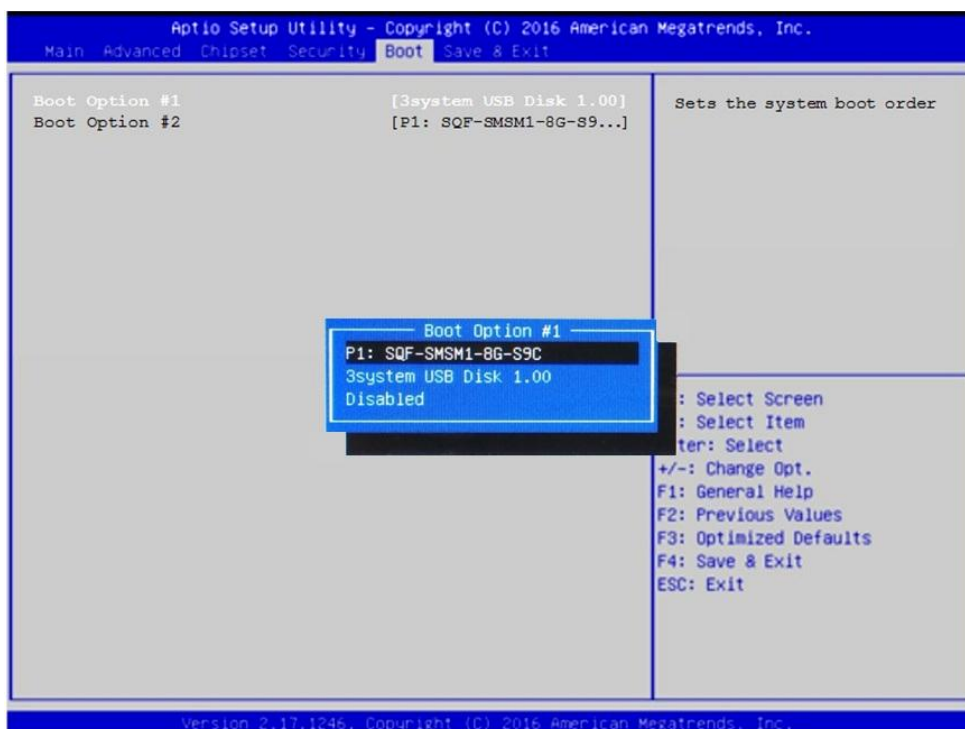 Aptio Setup Utility – Copyright (C) 2016 American Megatrends, Inc.
Main Advanced Chipset Security Boot Save & Exit
Boot Option #1 [3system USB Disk 1.00]
Boot Option #2 [P1: SQF-SMSM1-8G-S9...]
Sets the system boot order
Boot Option #1
P1: SQF-SMSM1-8G-S9C
3system USB Disk 1.00
Disabled
: Select Screen
: Select Item
ter: Select
+/-: Change Opt.
F1: General Help
F2: Previous Values
F3: Optimized Defaults
F4: Save & Exit
ESC: Exit
Version 2.17.1246. Copyright (C) 2016 American Megatrends, Inc.